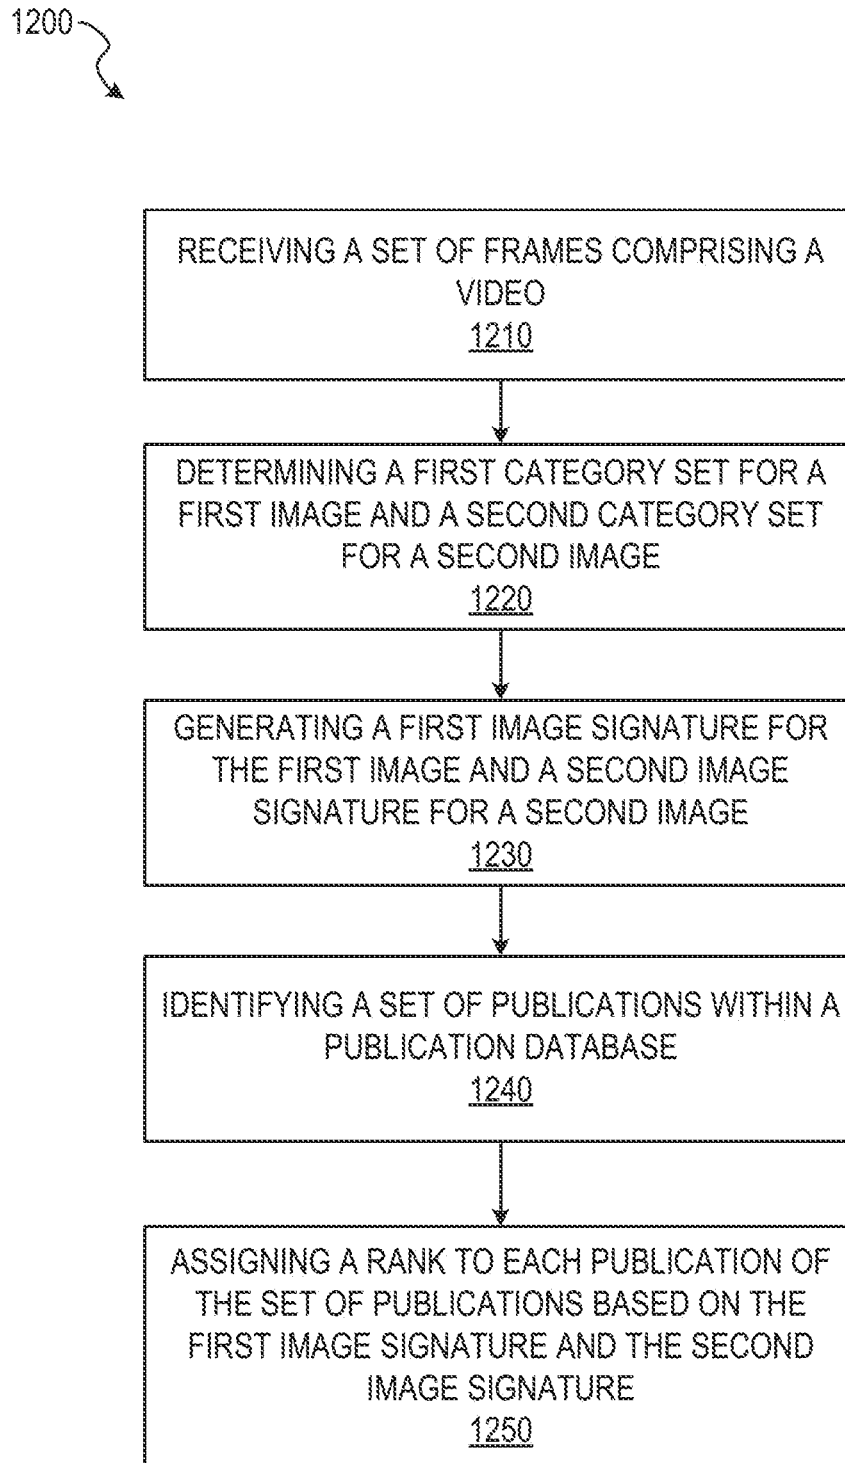 1200
RECEIVING A SET OF FRAMES COMPRISING A
VIDEO
1210
DETERMINING A FIRST CATEGORY SET FOR A
FIRST IMAGE AND A SECOND CATEGORY SET
FOR A SECOND IMAGE
1220
GENERATING A FIRST IMAGE SIGNATURE FOR
THE FIRST IMAGE AND A SECOND IMAGE
SIGNATURE FOR A SECOND IMAGE
1230
IDENTIFYING A SET OF PUBLICATIONS WITHIN A
PUBLICATION DATABASE
1240
ASSIGNING A RANK TO EACH PUBLICATION OF
THE SET OF PUBLICATIONS BASED ON THE
FIRST IMAGE SIGNATURE AND THE SECOND
IMAGE SIGNATURE
1250